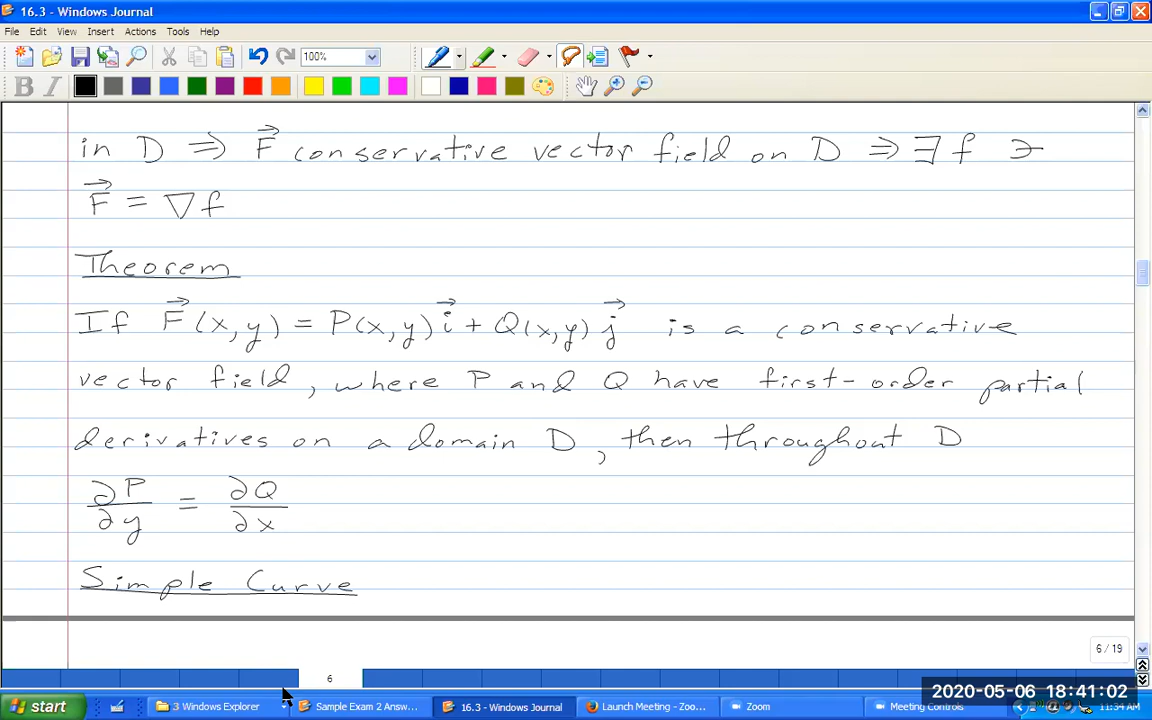 16.3 - Windows Journal
File Edit View Insert Actions Tools Help
100%
B I
in D ⇒ F⃗ conservative vector field on D ⇒ ∃ f ∋
F⃗ = ∇f
Theorem
If F⃗(x,y) = P(x,y) i⃗ + Q(x,y) j⃗ is a conservative
vector field, where P and Q have first-order partial
derivatives on a domain D, then throughout D
∂P/∂y = ∂Q/∂x
Simple Curve
6 / 19
6
2020-05-06 18:41:02
start 3 Windows Explorer Sample Exam 2 Answ... 16.3 - Windows Journal Launch Meeting - Zoo... Zoom Meeting Controls 11:34 AM